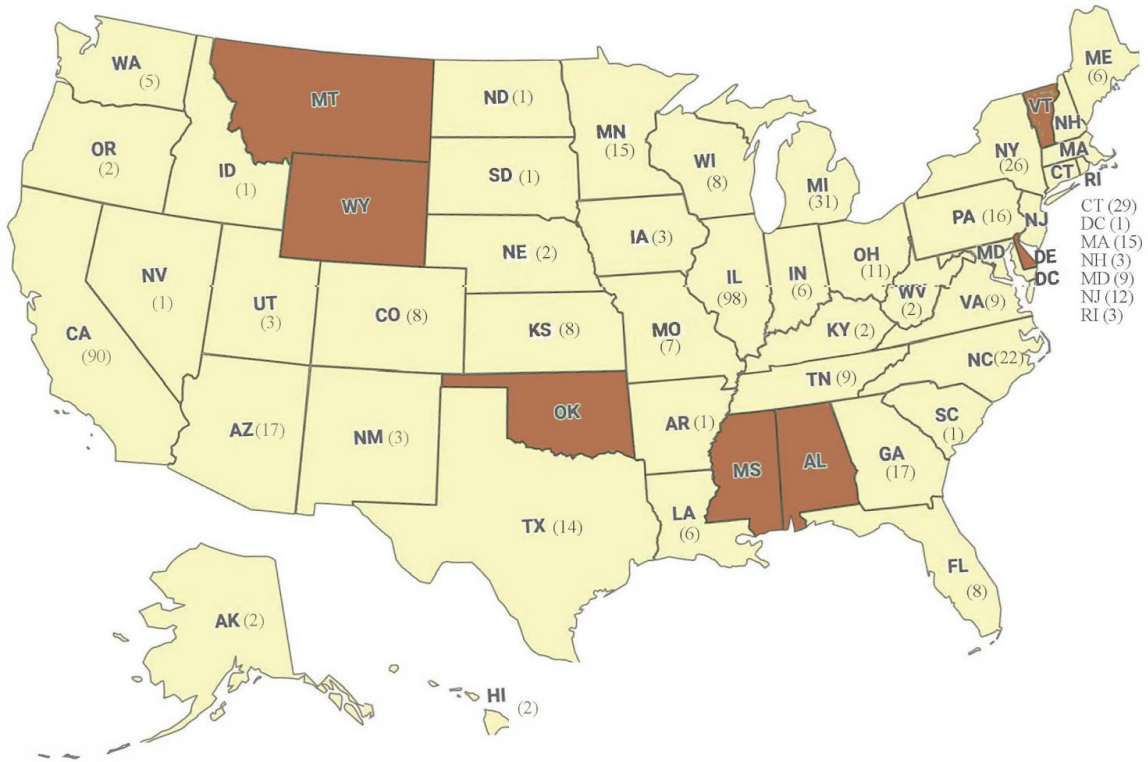 WA
(5)
MT
ND (1)
MN
(15)
ME
(6)
VT
NH
OR
(2)
ID
(1)
SD (1)
WI
(8)
MI
(31)
NY
(26)
MA
CT
RI
WY
NE (2)
IA (3)
PA (16)
NJ
CT (29)
DC (1)
MA (15)
NH (3)
MD (9)
NJ (12)
RI (3)
NV
(1)
UT
(3)
CO (8)
KS (8)
MO
(7)
IL
(98)
IN
(6)
OH
(11)
WV
(2)
MD
DE
DC
VA (9)
KY (2)
CA
(90)
AZ (17)
NM (3)
OK
AR (1)
TN (9)
NC (22)
SC
(1)
MS
AL
GA
(17)
TX (14)
LA
(6)
FL
(8)
AK (2)
HI
(2)